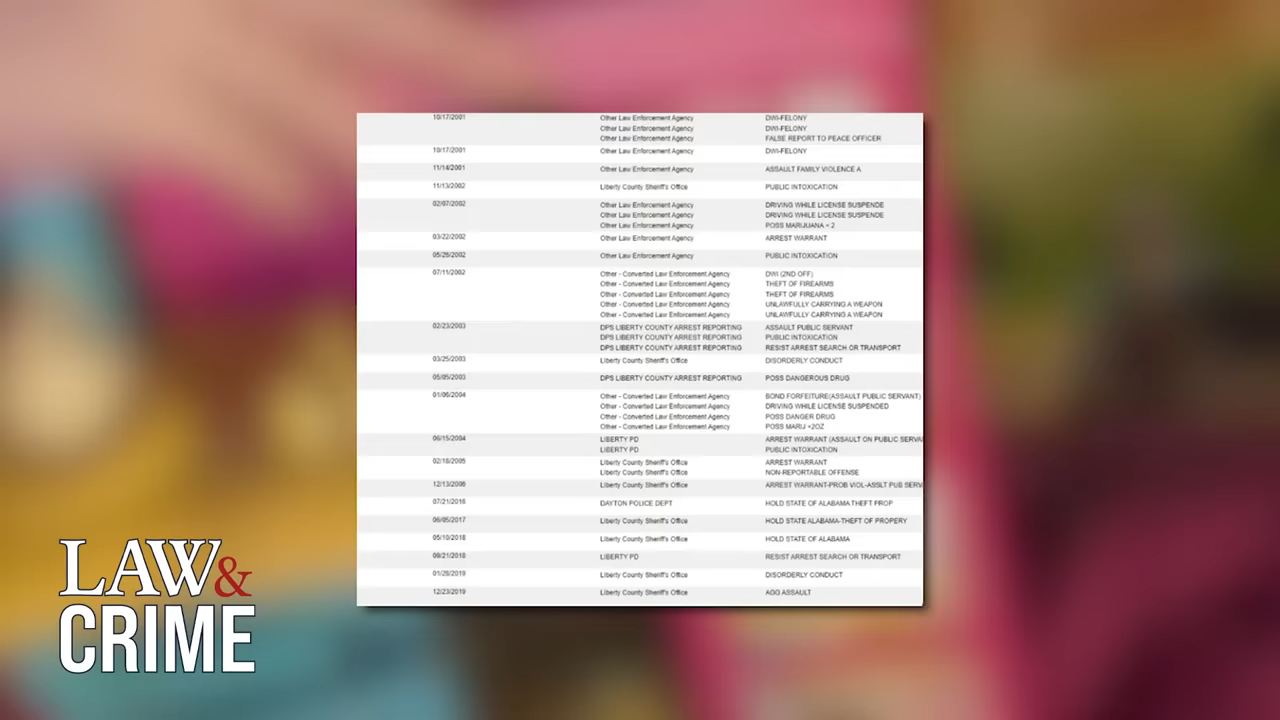 10/17/2001 Other Law Enforcement Agency DWI-FELONY
Other Law Enforcement Agency DWI-FELONY
Other Law Enforcement Agency FALSE REPORT TO PEACE OFFICER
10/17/2001 Other Law Enforcement Agency DWI-FELONY
11/14/2001 Other Law Enforcement Agency ASSAULT FAMILY VIOLENCE A
11/13/2002 Liberty County Sheriff's Office PUBLIC INTOXICATION
02/07/2002 Other Law Enforcement Agency DRIVING WHILE LICENSE SUSPENDE
Other Law Enforcement Agency DRIVING WHILE LICENSE SUSPENDE
Other Law Enforcement Agency POSS MARIJUANA < 2
03/22/2002 Other Law Enforcement Agency ARREST WARRANT
05/26/2002 Other Law Enforcement Agency PUBLIC INTOXICATION
07/11/2002 Other - Converted Law Enforcement Agency DWI (2ND OFF)
Other - Converted Law Enforcement Agency THEFT OF FIREARMS
Other - Converted Law Enforcement Agency THEFT OF FIREARMS
Other - Converted Law Enforcement Agency UNLAWFULLY CARRYING A WEAPON
Other - Converted Law Enforcement Agency UNLAWFULLY CARRYING A WEAPON
02/23/2003 DPS LIBERTY COUNTY ARREST REPORTING ASSAULT PUBLIC SERVANT
DPS LIBERTY COUNTY ARREST REPORTING PUBLIC INTOXICATION
DPS LIBERTY COUNTY ARREST REPORTING RESIST ARREST SEARCH OR TRANSPORT
03/25/2003 Liberty County Sheriff's Office DISORDERLY CONDUCT
05/05/2003 DPS LIBERTY COUNTY ARREST REPORTING POSS DANGEROUS DRUG
01/06/2004 Other - Converted Law Enforcement Agency BOND FORFEITURE(ASSAULT PUBLIC SERVANT)
Other - Converted Law Enforcement Agency DRIVING WHILE LICENSE SUSPENDED
Other - Converted Law Enforcement Agency POSS DANGER DRUG
Other - Converted Law Enforcement Agency POSS MARIJ <2OZ
06/15/2004 LIBERTY PD ARREST WARRANT (ASSAULT ON PUBLIC SERVA
LIBERTY PD PUBLIC INTOXICATION
02/18/2005 Liberty County Sheriff's Office ARREST WARRANT
Liberty County Sheriff's Office NON-REPORTABLE OFFENSE
12/13/2006 Liberty County Sheriff's Office ARREST WARRANT-PROB VIOL-ASSLT PUB SERV
07/21/2016 DAYTON POLICE DEPT HOLD STATE OF ALABAMA THEFT PROP
06/05/2017 Liberty County Sheriff's Office HOLD STATE ALABAMA-THEFT OF PROPERY
05/10/2018 Liberty County Sheriff's Office HOLD STATE OF ALABAMA
09/21/2018 LIBERTY PD RESIST ARREST SEARCH OR TRANSPORT
01/28/2019 Liberty County Sheriff's Office DISORDERLY CONDUCT
12/23/2019 Liberty County Sheriff's Office AGG ASSAULT
LAW&
CRIME